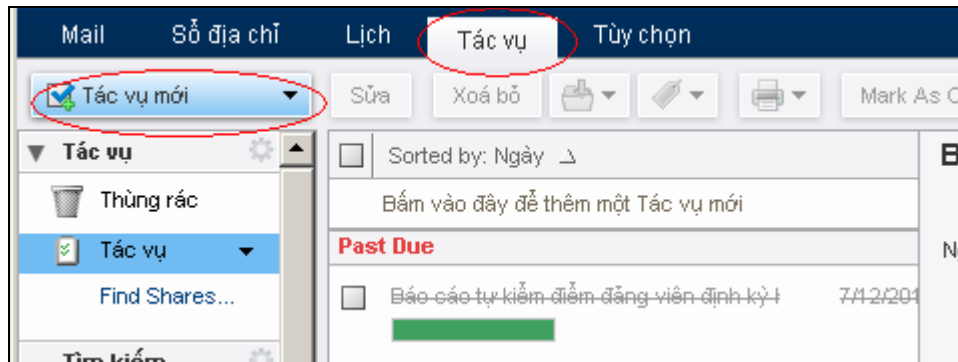 Mail Sổ địa chỉ Lịch Tác vụ Tùy chọn
Tác vụ mới Sửa Xoá bỏ Mark As
Tác vụ
Sorted by: Ngày
Thùng rác
Bấm vào đây để thêm một Tác vụ mới
Tác vụ
Past Due
Find Shares...
Báo cáo tự kiểm điểm đảng viên định kỳ 7/12/201
Tìm kiếm